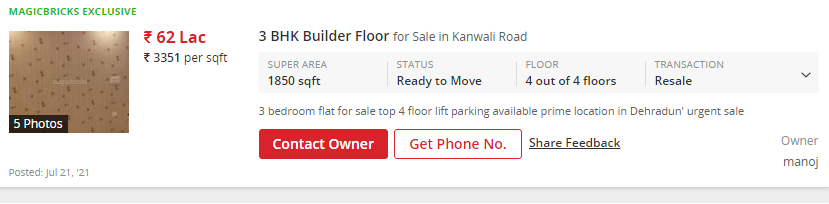 MAGICBRICKS EXCLUSIVE
₹ 62 Lac
₹ 3351 per sqft
5 Photos
Posted: Jul 21, '21
3 BHK Builder Floor for Sale in Kanwali Road
SUPER AREA STATUS FLOOR TRANSACTION
1850 sqft Ready to Move 4 out of 4 floors Resale
3 bedroom flat for sale top 4 floor lift parking available prime location in Dehradun' urgent sale
Contact Owner Get Phone No. Share Feedback
Owner
manoj